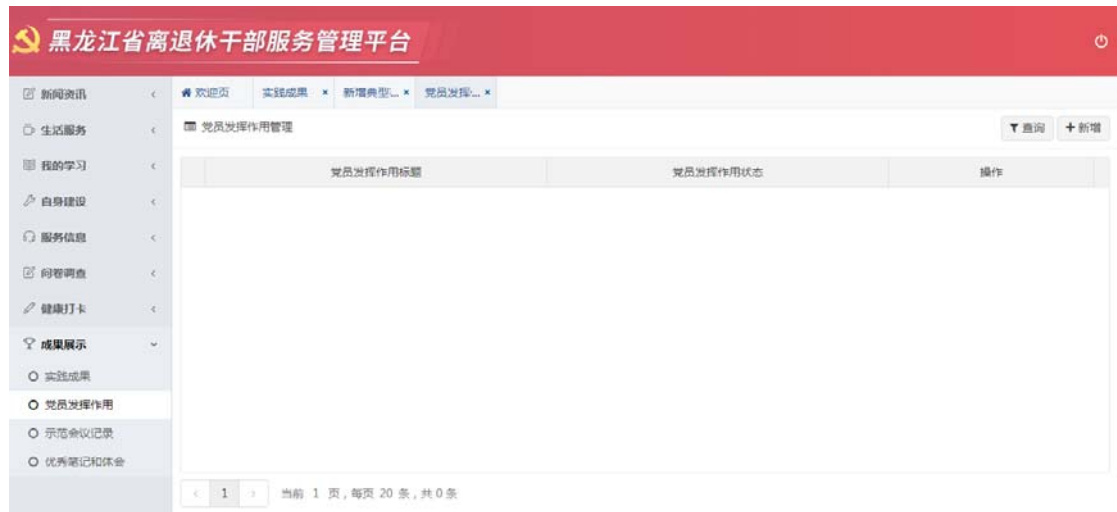 黑龙江省离退休干部服务管理平台
新闻资讯
生活服务
我的学习
自身建设
服务信息
问卷调查
健康打卡
成果展示
实践成果
党员发挥作用
示范会议记录
优秀笔记和体会
欢迎页 实践成果 × 新增典型... × 党员发挥... ×
党员发挥作用管理 查询 新增
党员发挥作用标题 党员发挥作用状态 操作
< 1 > 当前 1 页，每页 20 条，共 0 条